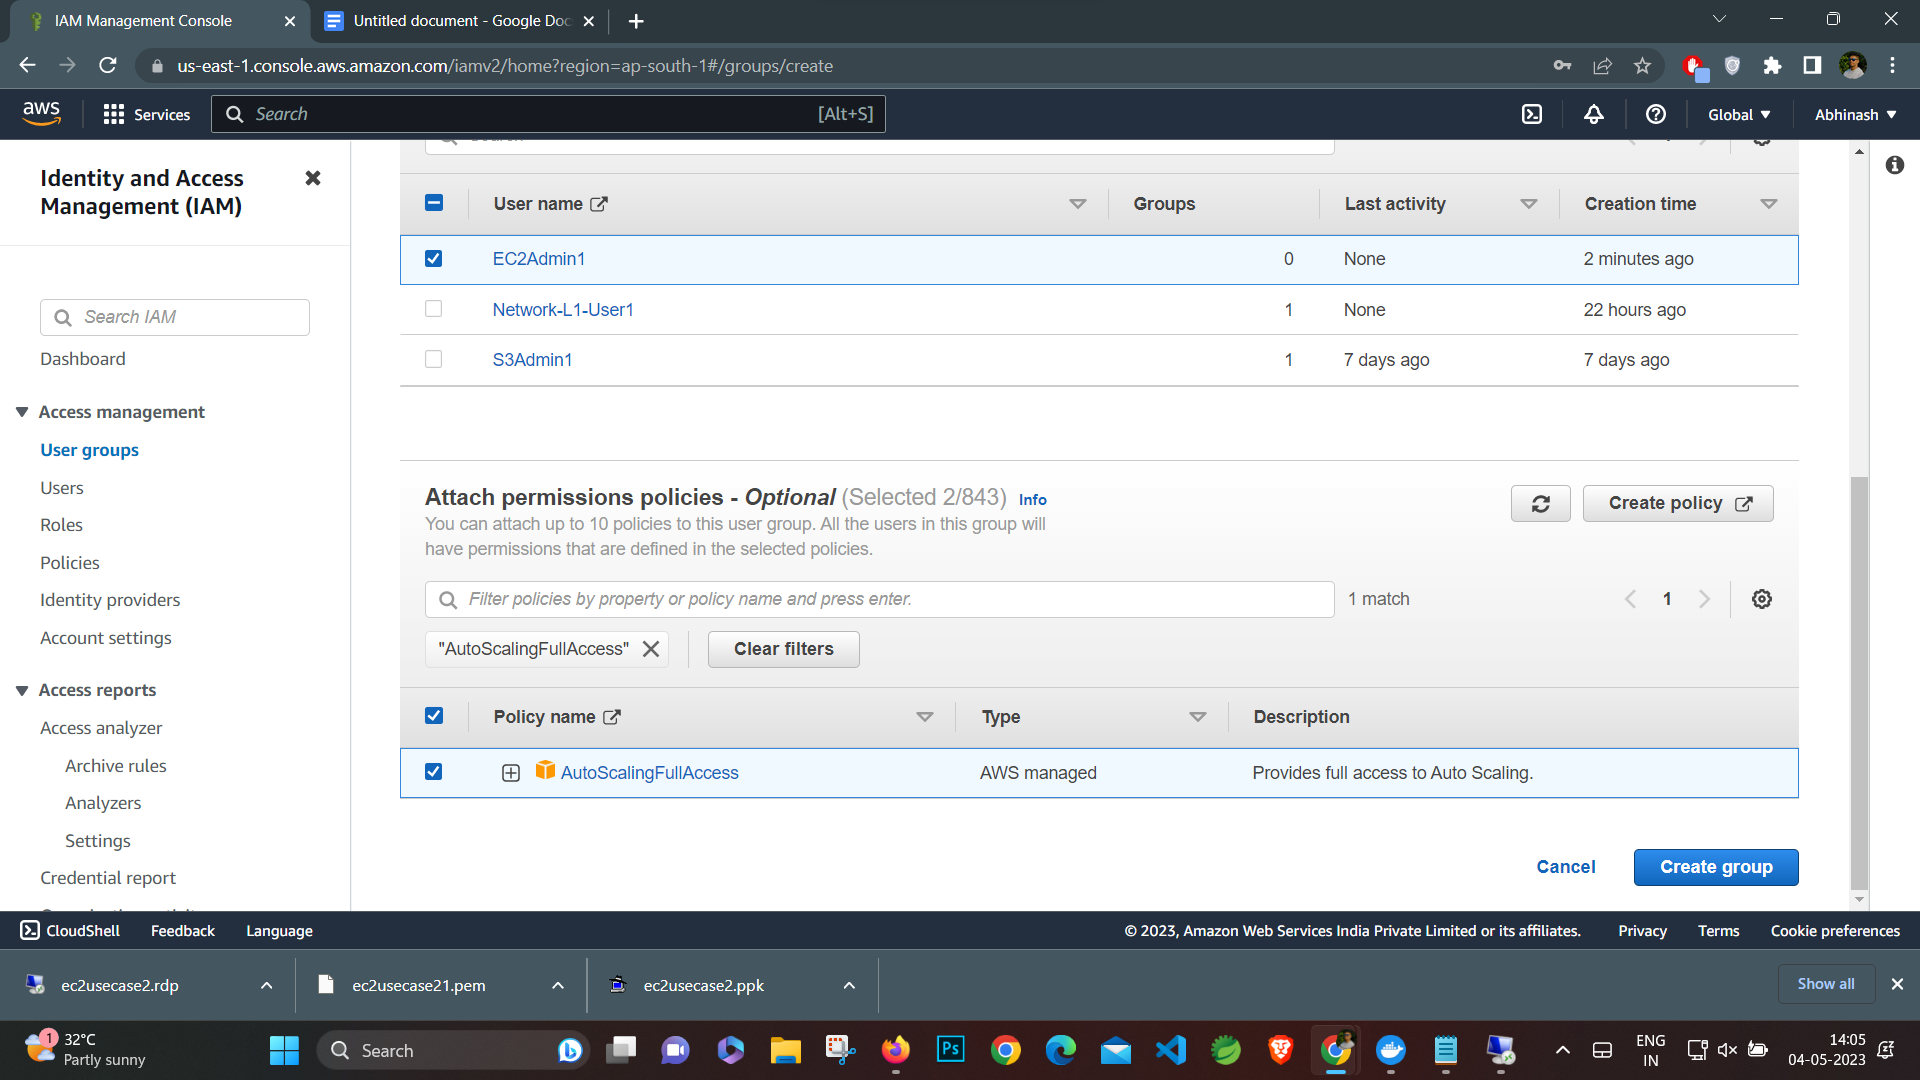 IAM Management Console
Untitled document - Google Doc
us-east-1.console.aws.amazon.com/iamv2/home?region=ap-south-1#/groups/create
aws
Services
Search
[Alt+S]
Global
Abhinash
Identity and Access
Management (IAM)
Search IAM
Dashboard
Access management
User groups
Users
Roles
Policies
Identity providers
Account settings
Access reports
Access analyzer
Archive rules
Analyzers
Settings
Credential report
User name
Groups
Last activity
Creation time
EC2Admin1
0
None
2 minutes ago
Network-L1-User1
1
None
22 hours ago
S3Admin1
1
7 days ago
7 days ago
Attach permissions policies - Optional (Selected 2/843) Info
You can attach up to 10 policies to this user group. All the users in this group will
have permissions that are defined in the selected policies.
Create policy
Filter policies by property or policy name and press enter.
1 match
1
"AutoScalingFullAccess"
Clear filters
Policy name
Type
Description
AutoScalingFullAccess
AWS managed
Provides full access to Auto Scaling.
Cancel
Create group
CloudShell
Feedback
Language
© 2023, Amazon Web Services India Private Limited or its affiliates.
Privacy
Terms
Cookie preferences
ec2usecase2.rdp
ec2usecase21.pem
ec2usecase2.ppk
Show all
1
32°C
Partly sunny
Search
Ps
ENG
IN
14:05
04-05-2023